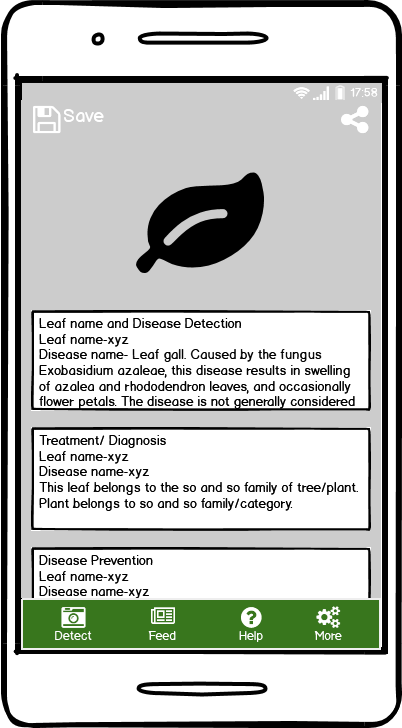 17:58
Save
Leaf name and Disease Detection
Leaf name-xyz
Disease name- Leaf gall. Caused by the fungus
Exobasidium azaleae, this disease results in swelling
of azalea and rhododendron leaves, and occasionally
flower petals. The disease is not generally considered
Treatment/ Diagnosis
Leaf name-xyz
Disease name-xyz
This leaf belongs to the so and so family of tree/plant.
Plant belongs to so and so family/category.
Disease Prevention
Leaf name-xyz
Disease name-xyz
Detect Feed Help More